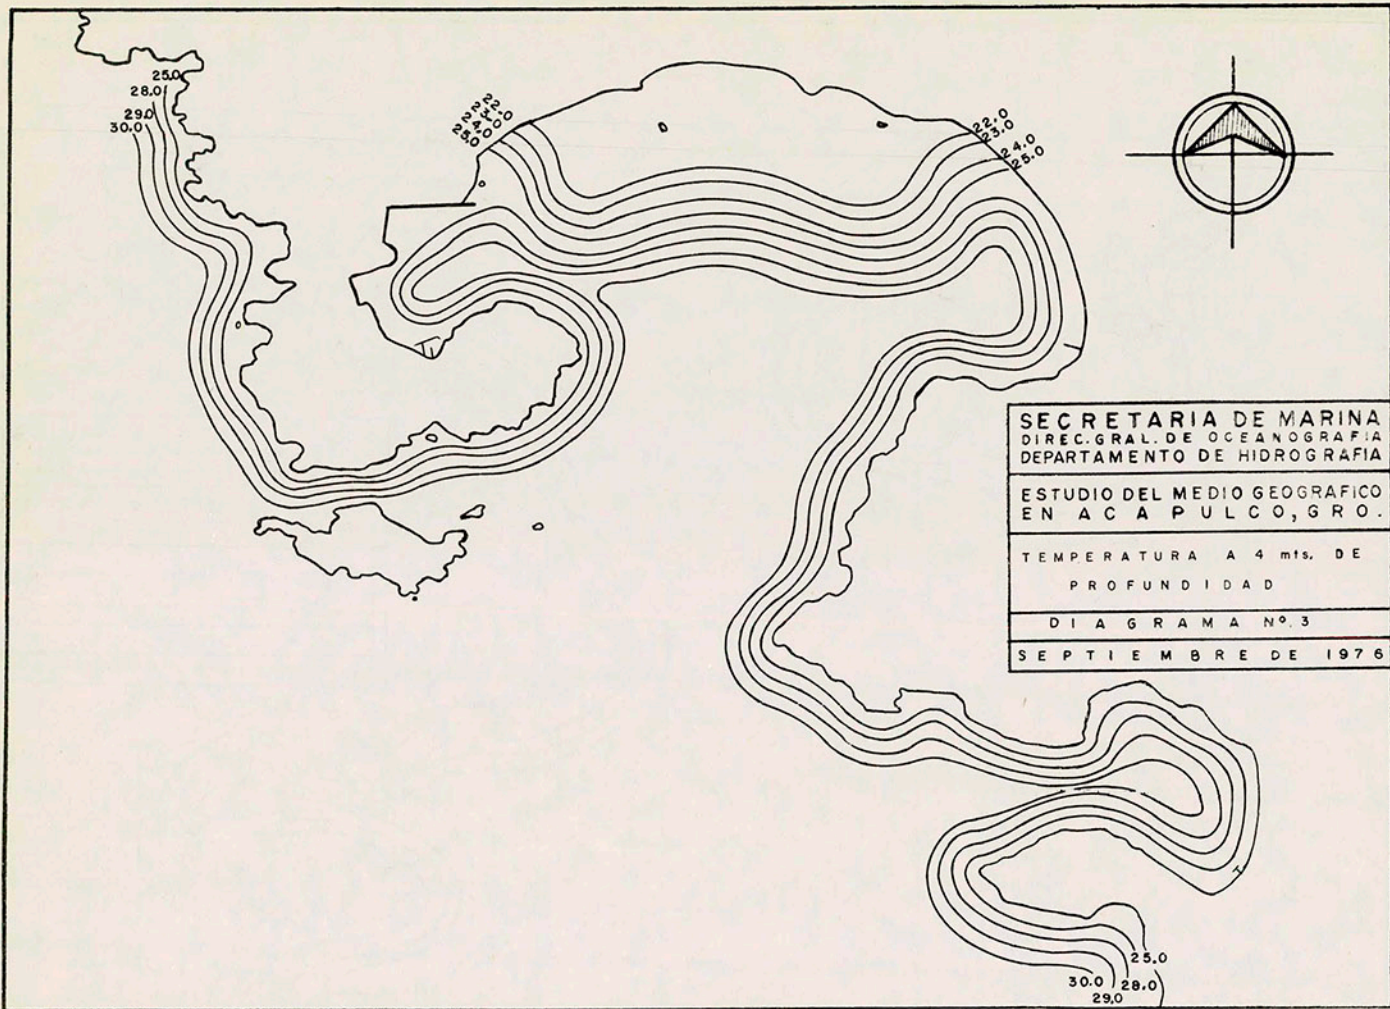 25.0
28.0
29.0
30.0
22.0
23.0
24.0
25.0
22.0
23.0
24.0
25.0
SECRETARIA DE MARINA
DIREC. GRAL. DE OCEANOGRAFIA
DEPARTAMENTO DE HIDROGRAFIA
ESTUDIO DEL MEDIO GEOGRAFICO
EN ACAPULCO, GRO.
TEMPERATURA A 4 mts. DE
PROFUNDIDAD
DIAGRAMA Nº. 3
SEPTIEMBRE DE 1976
25.0
30.0 28.0
29.0